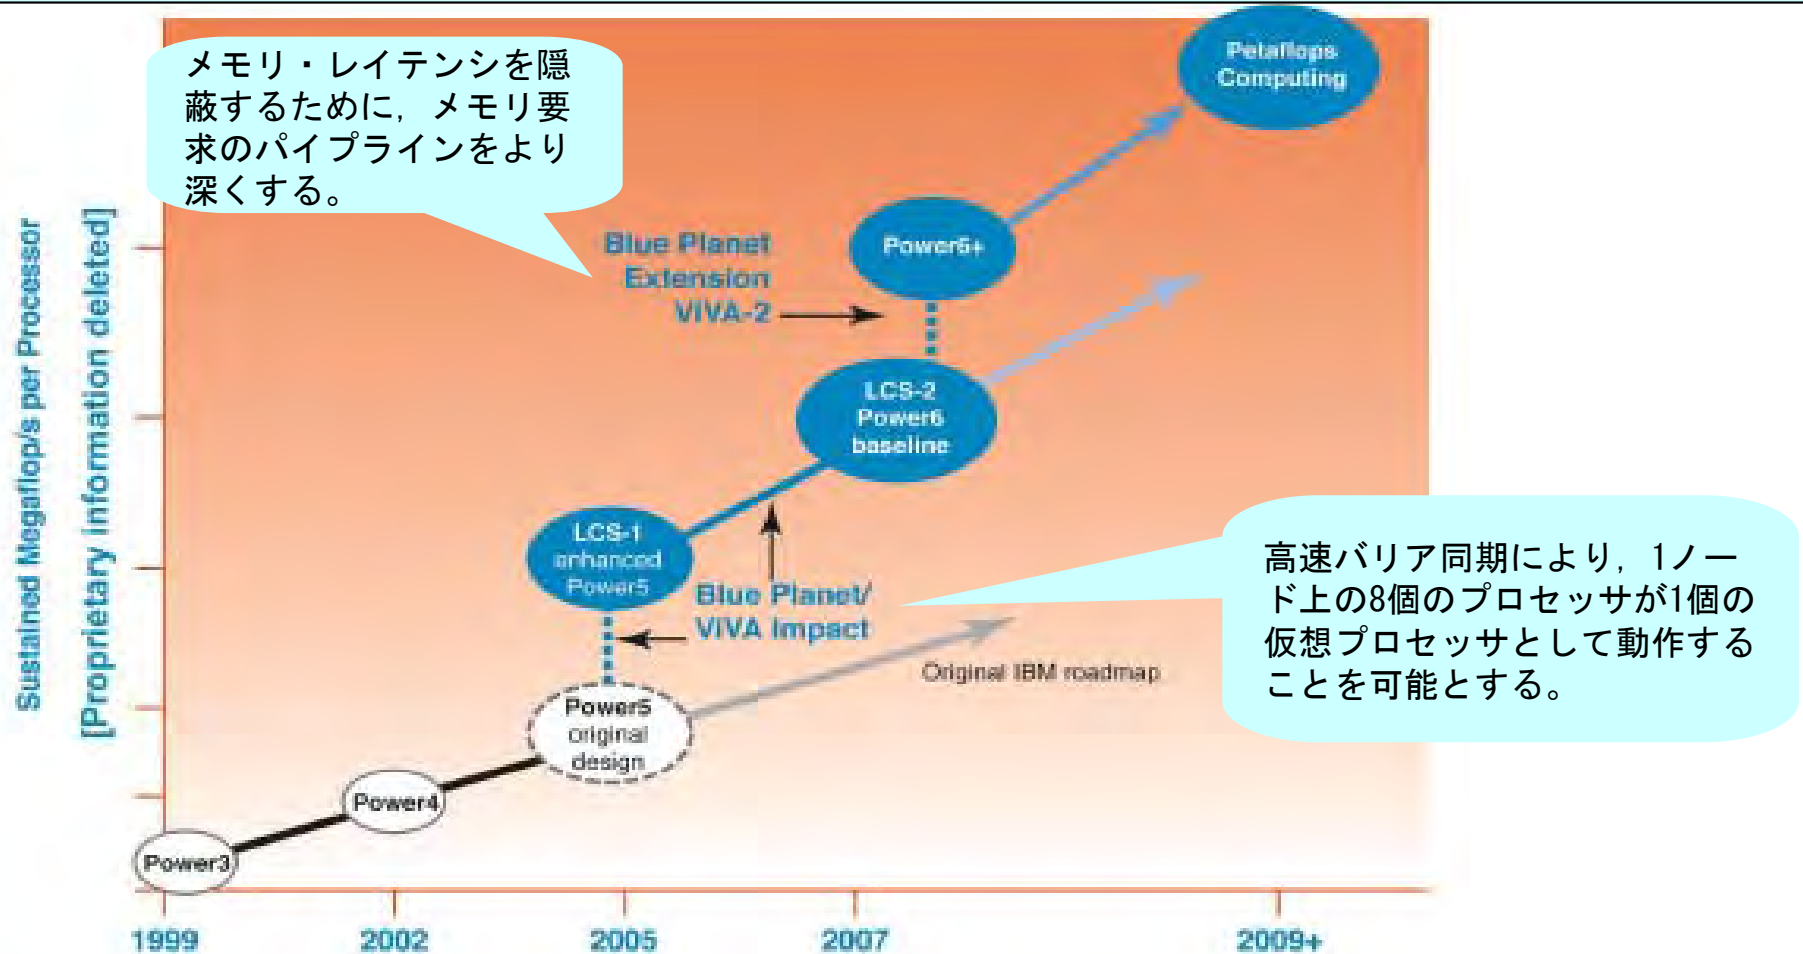 メモリ・レイテンシを隠
蔽するために，メモリ要
求のパイプラインをより
深くする。
Petaflops
Computing
Blue Planet
Extension
ViVA-2
Power6+
LCS-2
Power6
baseline
LCS-1
enhanced
Power5
Blue Planet/
ViVA Impact
高速バリア同期により，1ノー
ド上の8個のプロセッサが1個の
仮想プロセッサとして動作する
ことを可能とする。
Original IBM roadmap
Power5
original
design
Power4
Power3
Sustained Megaflop/s per Processor
[Proprietary information deleted]
1999
2002
2005
2007
2009+